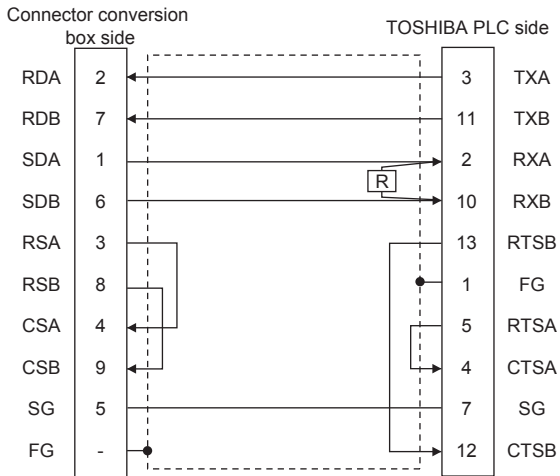 Connector conversion
box side
TOSHIBA PLC side
RDA 2 3 TXA
RDB 7 11 TXB
SDA 1 2 RXA
R
SDB 6 10 RXB
RSA 3 13 RTSB
RSB 8 1 FG
CSA 4 5 RTSA
CSB 9 4 CTSA
SG 5 7 SG
FG - 12 CTSB